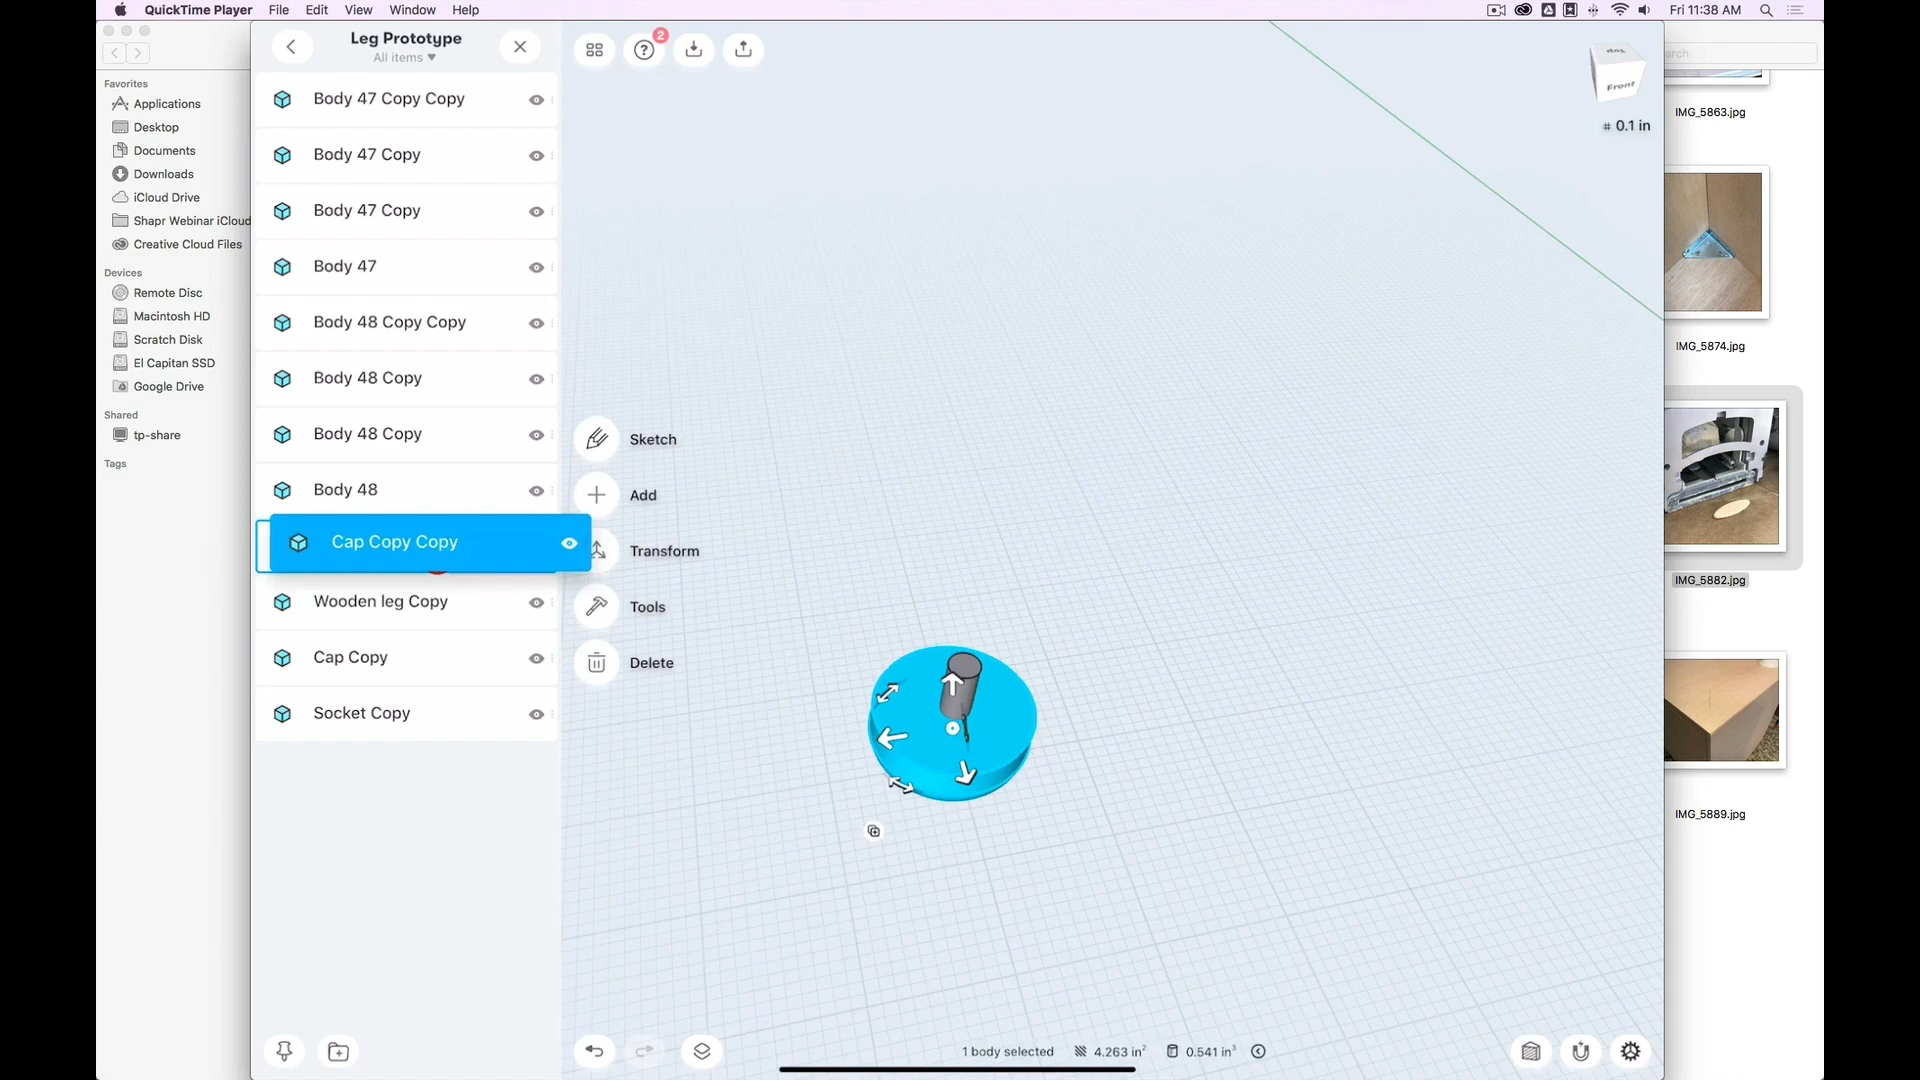 QuickTime Player File Edit View Window Help
Fri 11:38 AM
Favorites
Applications
Desktop
Documents
Downloads
iCloud Drive
Shapr Webinar iCloud
Creative Cloud Files
Devices
Remote Disc
Macintosh HD
Scratch Disk
El Capitan SSD
Google Drive
Shared
tp-share
Tags
Leg Prototype
All items
Body 47 Copy Copy
Body 47 Copy
Body 47 Copy
Body 47
Body 48 Copy Copy
Body 48 Copy
Body 48 Copy
Body 48
Cap Copy Copy
Wooden leg Copy
Cap Copy
Socket Copy
2
Sketch
Add
Transform
Tools
Delete
Top
Front
0.1 in
1 body selected 4.263 in² 0.541 in³
arch
IMG_5863.jpg
IMG_5874.jpg
IMG_5882.jpg
IMG_5889.jpg